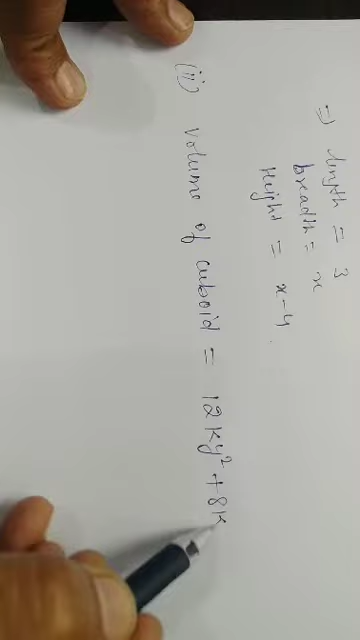 ⇒ length = 3
breadth = x
Height = x-4.
(ii) Volume of cuboid = 12ky² + 8k